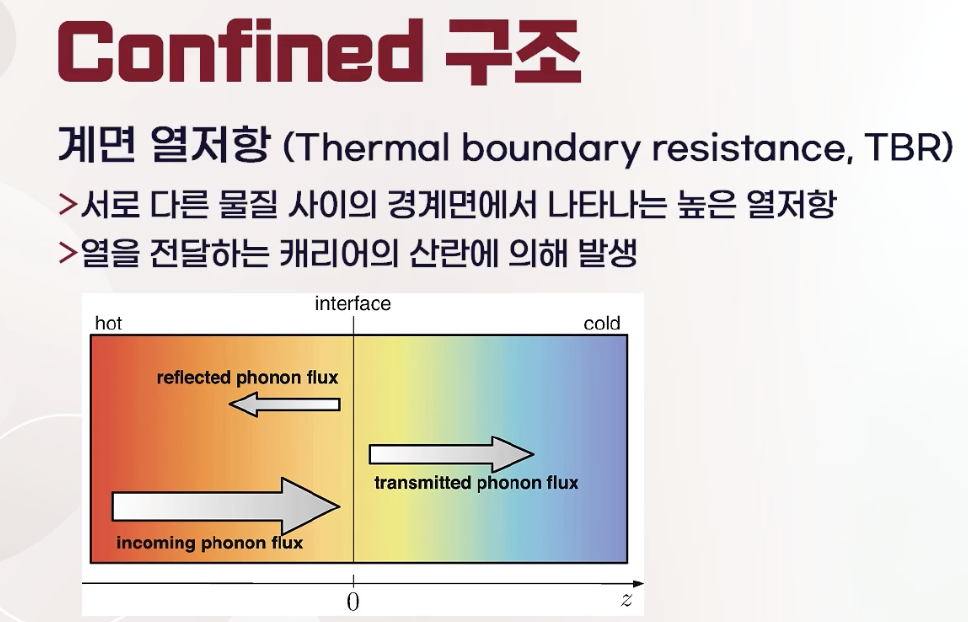 Confined 구조
계면 열저항 (Thermal boundary resistance, TBR)
>서로 다른 물질 사이의 경계면에서 나타나는 높은 열저항
>열을 전달하는 캐리어의 산란에 의해 발생
interface
hot
cold
reflected phonon flux
transmitted phonon flux
incoming phonon flux
0
z